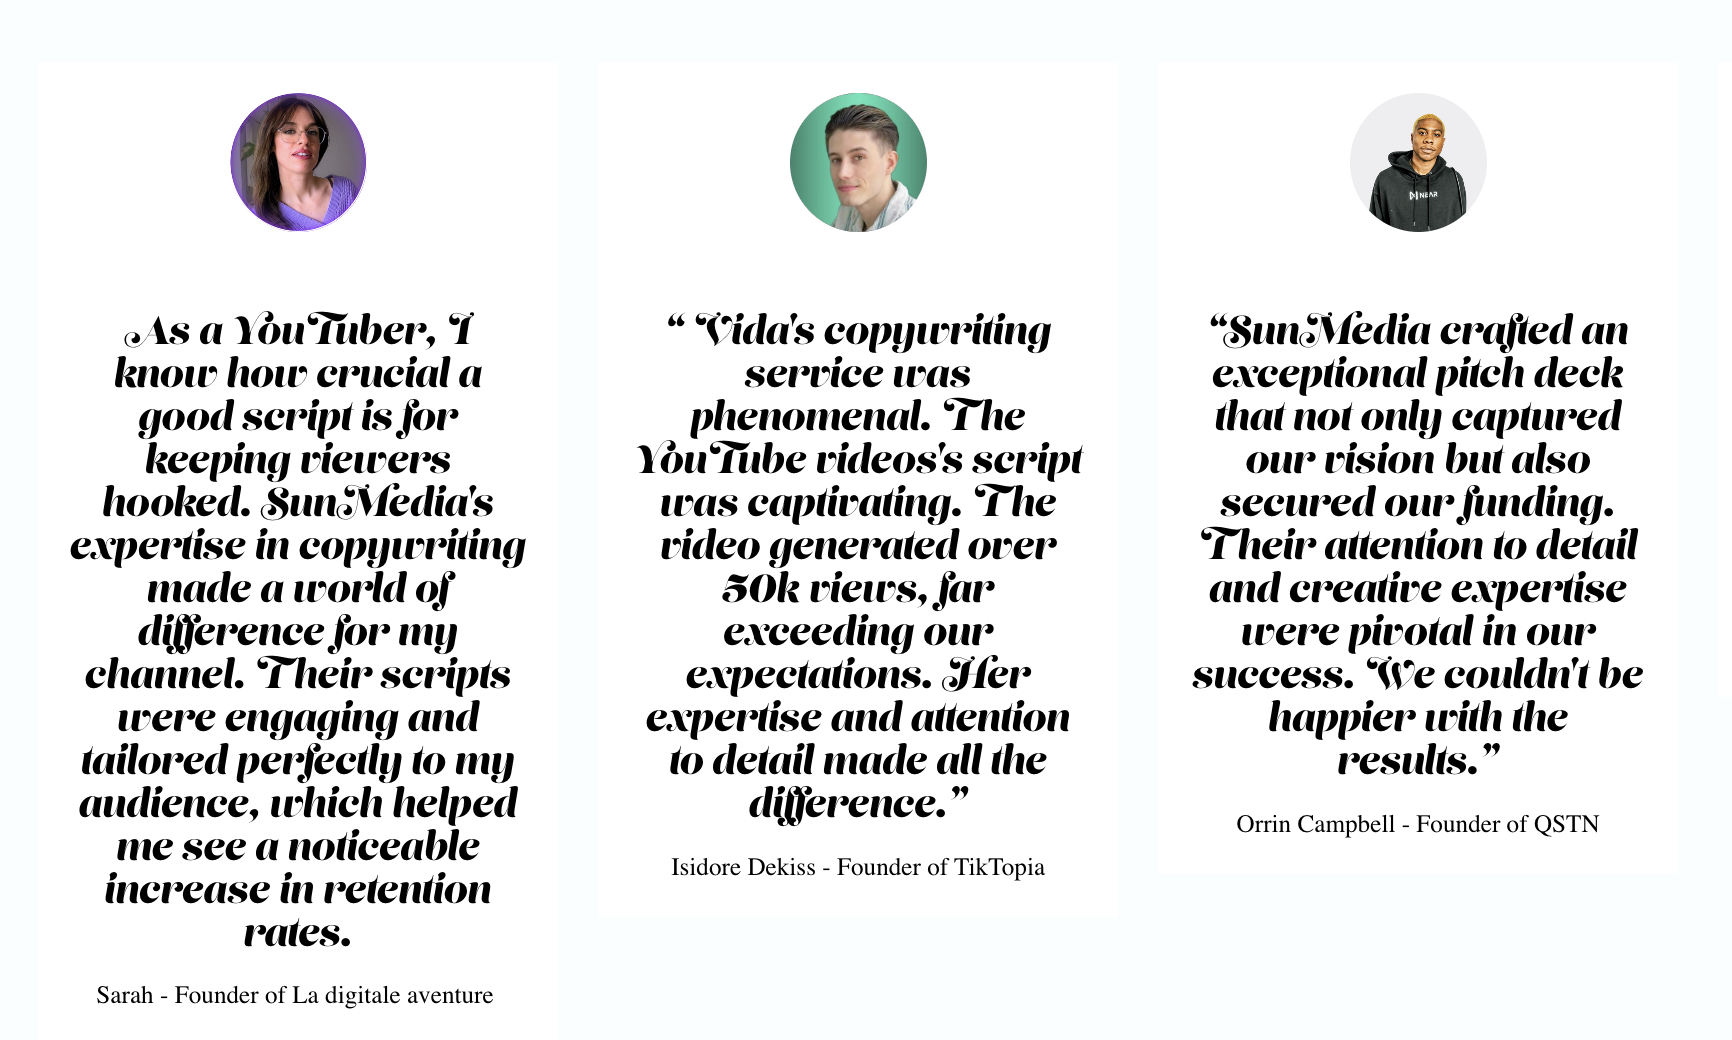 As a YouTuber, I
know how crucial a
good script is for
keeping viewers
hooked. SunMedia's
expertise in copywriting
made a world of
difference for my
channel. Their scripts
were engaging and
tailored perfectly to my
audience, which helped
me see a noticeable
increase in retention
rates.
Sarah - Founder of La digitale aventure
“ Vida's copywriting
service was
phenomenal. The
YouTube videos's script
was captivating. The
video generated over
50k views, far
exceeding our
expectations. Her
expertise and attention
to detail made all the
difference.”
Isidore Dekiss - Founder of TikTopia
NEAR
“SunMedia crafted an
exceptional pitch deck
that not only captured
our vision but also
secured our funding.
Their attention to detail
and creative expertise
were pivotal in our
success. We couldn't be
happier with the
results.”
Orrin Campbell - Founder of QSTN